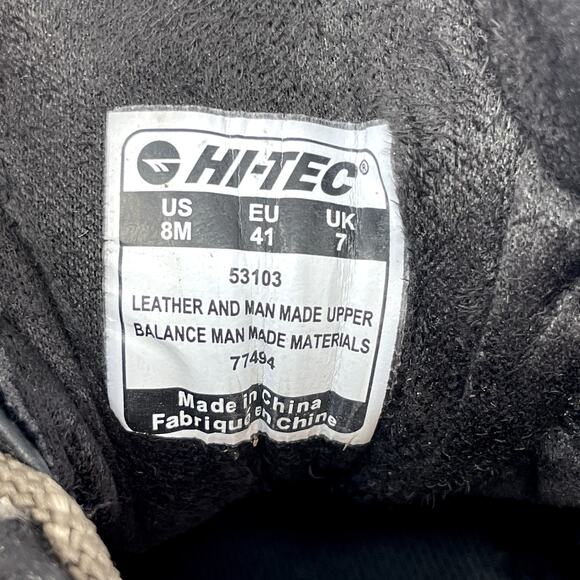 HI-TEC®
US EU UK
8M 41 7
53103
LEATHER AND MAN MADE UPPER
BALANCE MAN MADE MATERIALS
77494
Made in China
Fabriqué en Chine